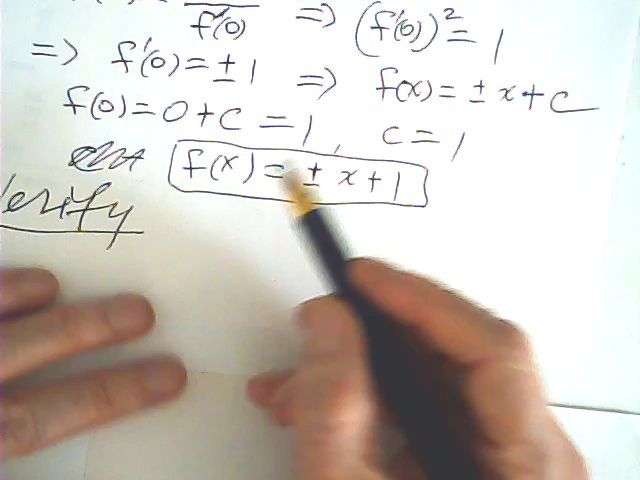 f'(0) => (f'(0))² = 1
=> f'(0) = ± 1 => f(x) = ± x + c
f(0) = 0 + c = 1, c = 1
f(x) = ± x + 1
Verify